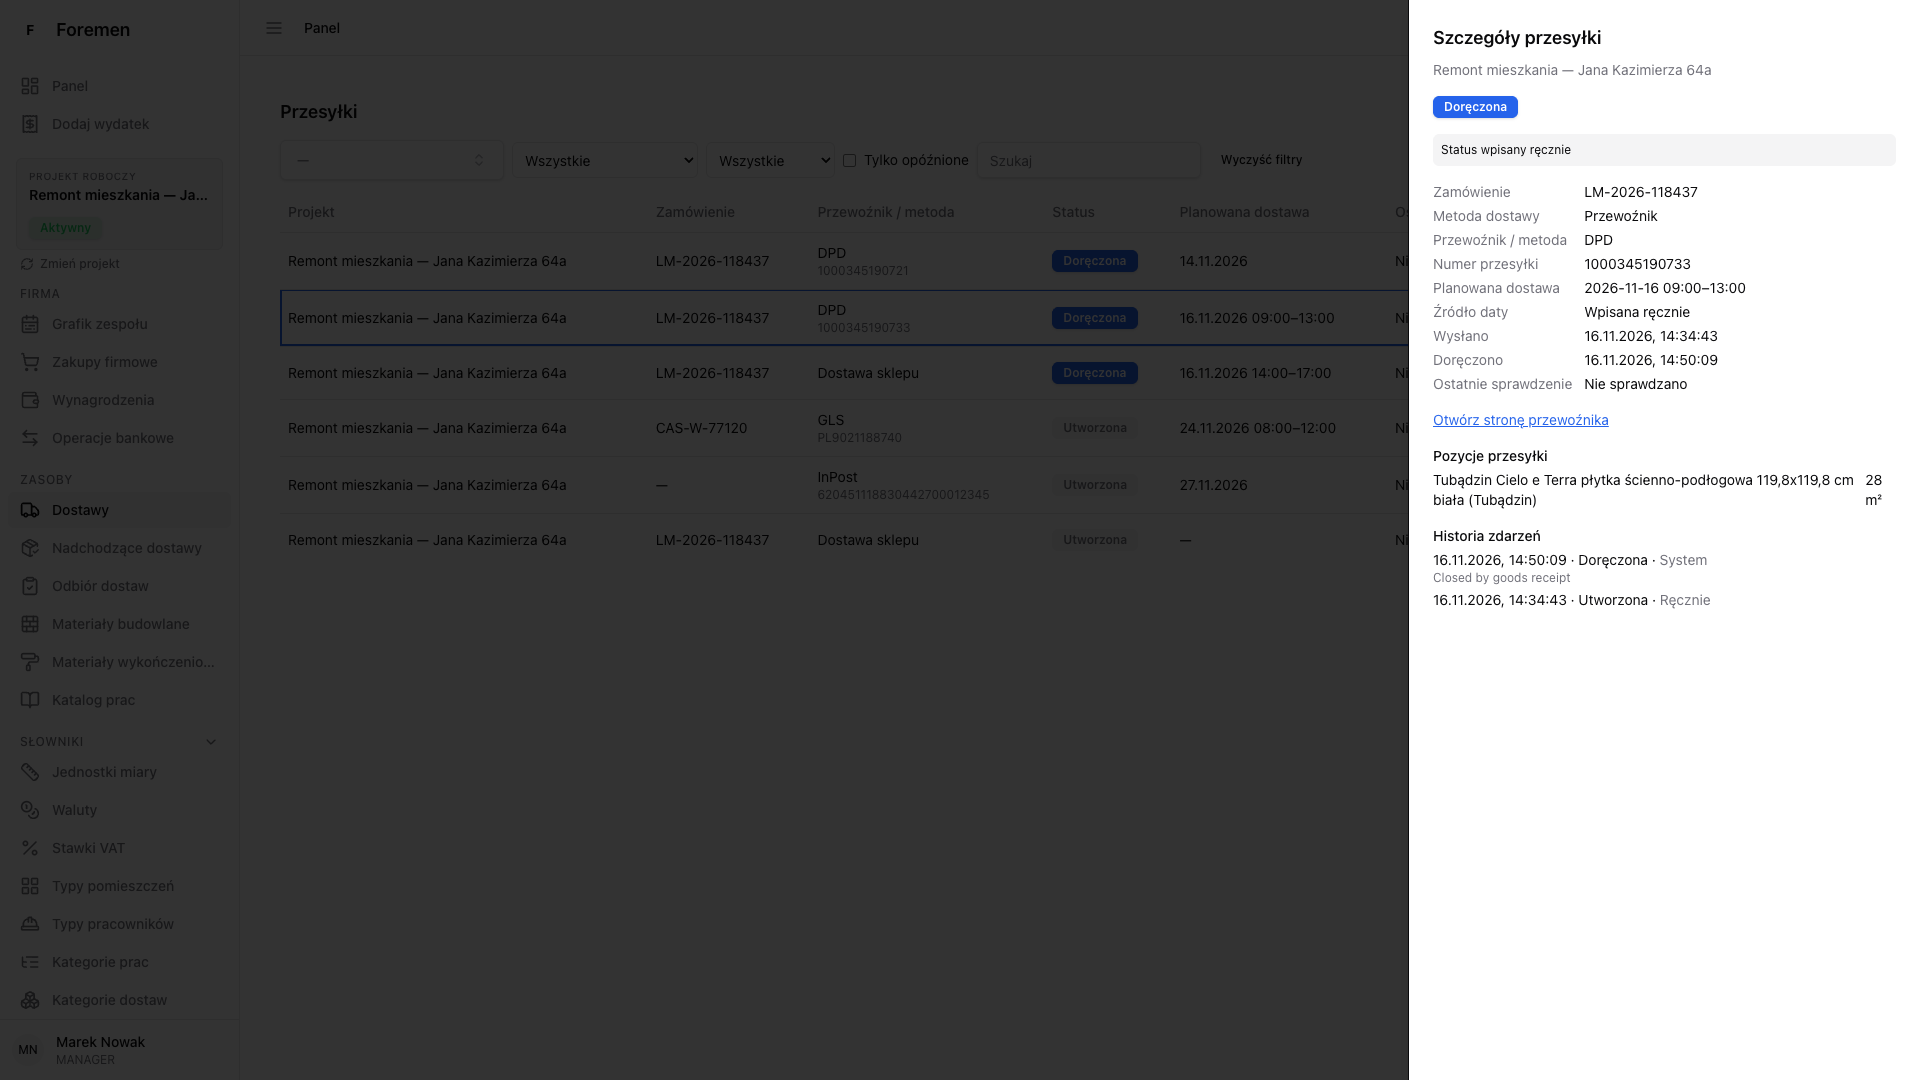 F Foremen
Panel
Dodaj wydatek
PROJEKT ROBOCZY
Remont mieszkania — Ja...
Aktywny
Zmień projekt
FIRMA
Grafik zespołu
Zakupy firmowe
Wynagrodzenia
Operacje bankowe
ZASOBY
Dostawy
Nadchodzące dostawy
Odbiór dostaw
Materiały budowlane
Materiały wykończenio...
Katalog prac
SŁOWNIKI
Jednostki miary
Waluty
Stawki VAT
Typy pomieszczeń
Typy pracowników
Kategorie prac
Kategorie dostaw
MN Marek Nowak
MANAGER
Panel
Przesyłki
— Wszystkie Wszystkie Tylko opóźnione Szukaj Wyczyść filtry
Projekt Zamówienie Przewoźnik / metoda Status Planowana dostawa Os
Remont mieszkania — Jana Kazimierza 64a LM-2026-118437 DPD Doręczona 14.11.2026 Ni
1000345190721
Remont mieszkania — Jana Kazimierza 64a LM-2026-118437 DPD Doręczona 16.11.2026 09:00–13:00 Ni
1000345190733
Remont mieszkania — Jana Kazimierza 64a LM-2026-118437 Dostawa sklepu Doręczona 16.11.2026 14:00–17:00 Ni
Remont mieszkania — Jana Kazimierza 64a CAS-W-77120 GLS Utworzona 24.11.2026 08:00–12:00 Ni
PL9021188740
Remont mieszkania — Jana Kazimierza 64a — InPost Utworzona 27.11.2026 Ni
620451118830442700012345
Remont mieszkania — Jana Kazimierza 64a LM-2026-118437 Dostawa sklepu Utworzona — Ni
Szczegóły przesyłki
Remont mieszkania — Jana Kazimierza 64a
Doręczona
Status wpisany ręcznie
Zamówienie LM-2026-118437
Metoda dostawy Przewoźnik
Przewoźnik / metoda DPD
Numer przesyłki 1000345190733
Planowana dostawa 2026-11-16 09:00–13:00
Źródło daty Wpisana ręcznie
Wysłano 16.11.2026, 14:34:43
Doręczono 16.11.2026, 14:50:09
Ostatnie sprawdzenie Nie sprawdzano
Otwórz stronę przewoźnika
Pozycje przesyłki
Tubądzin Cielo e Terra płytka ścienno-podłogowa 119,8x119,8 cm 28
biała (Tubądzin) m²
Historia zdarzeń
16.11.2026, 14:50:09 · Doręczona · System
Closed by goods receipt
16.11.2026, 14:34:43 · Utworzona · Ręcznie